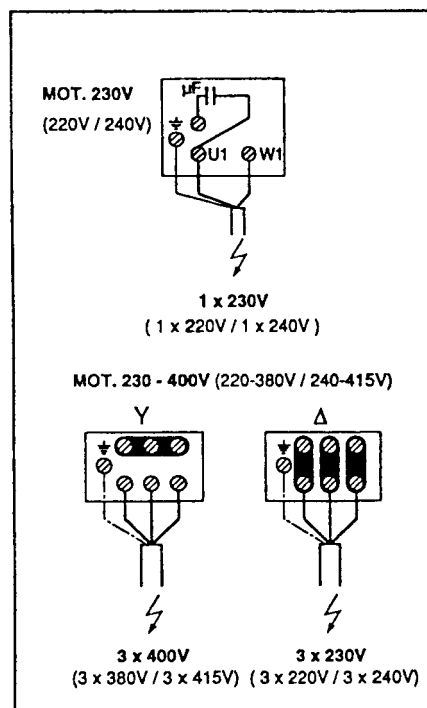 MOT. 230V
(220V / 240V)
µF
U1
W1
1 x 230V
( 1 x 220V / 1 x 240V )
MOT. 230 - 400V (220-380V / 240-415V)
Y
Δ
3 x 400V
(3 x 380V / 3 x 415V)
3 x 230V
( 3 x 220V / 3 x 240V)